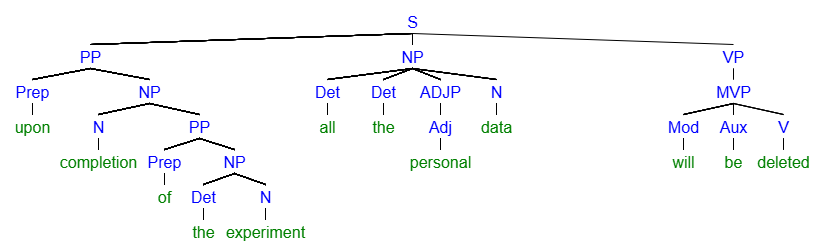 S
PP NP VP
Prep NP Det Det ADJP N MVP
upon N PP all the Adj data Mod Aux V
completion Prep NP personal will be deleted
of Det N
the experiment